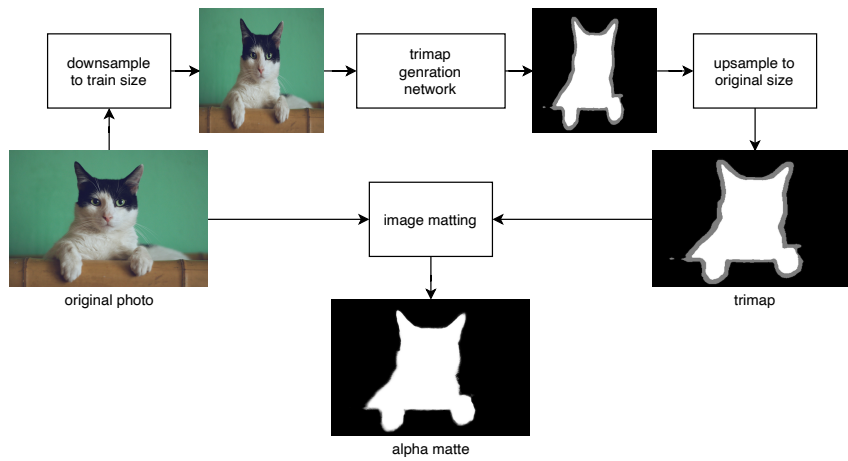 downsample
to train size
trimap
genration
network
upsample to
original size
image matting
original photo
trimap
alpha matte